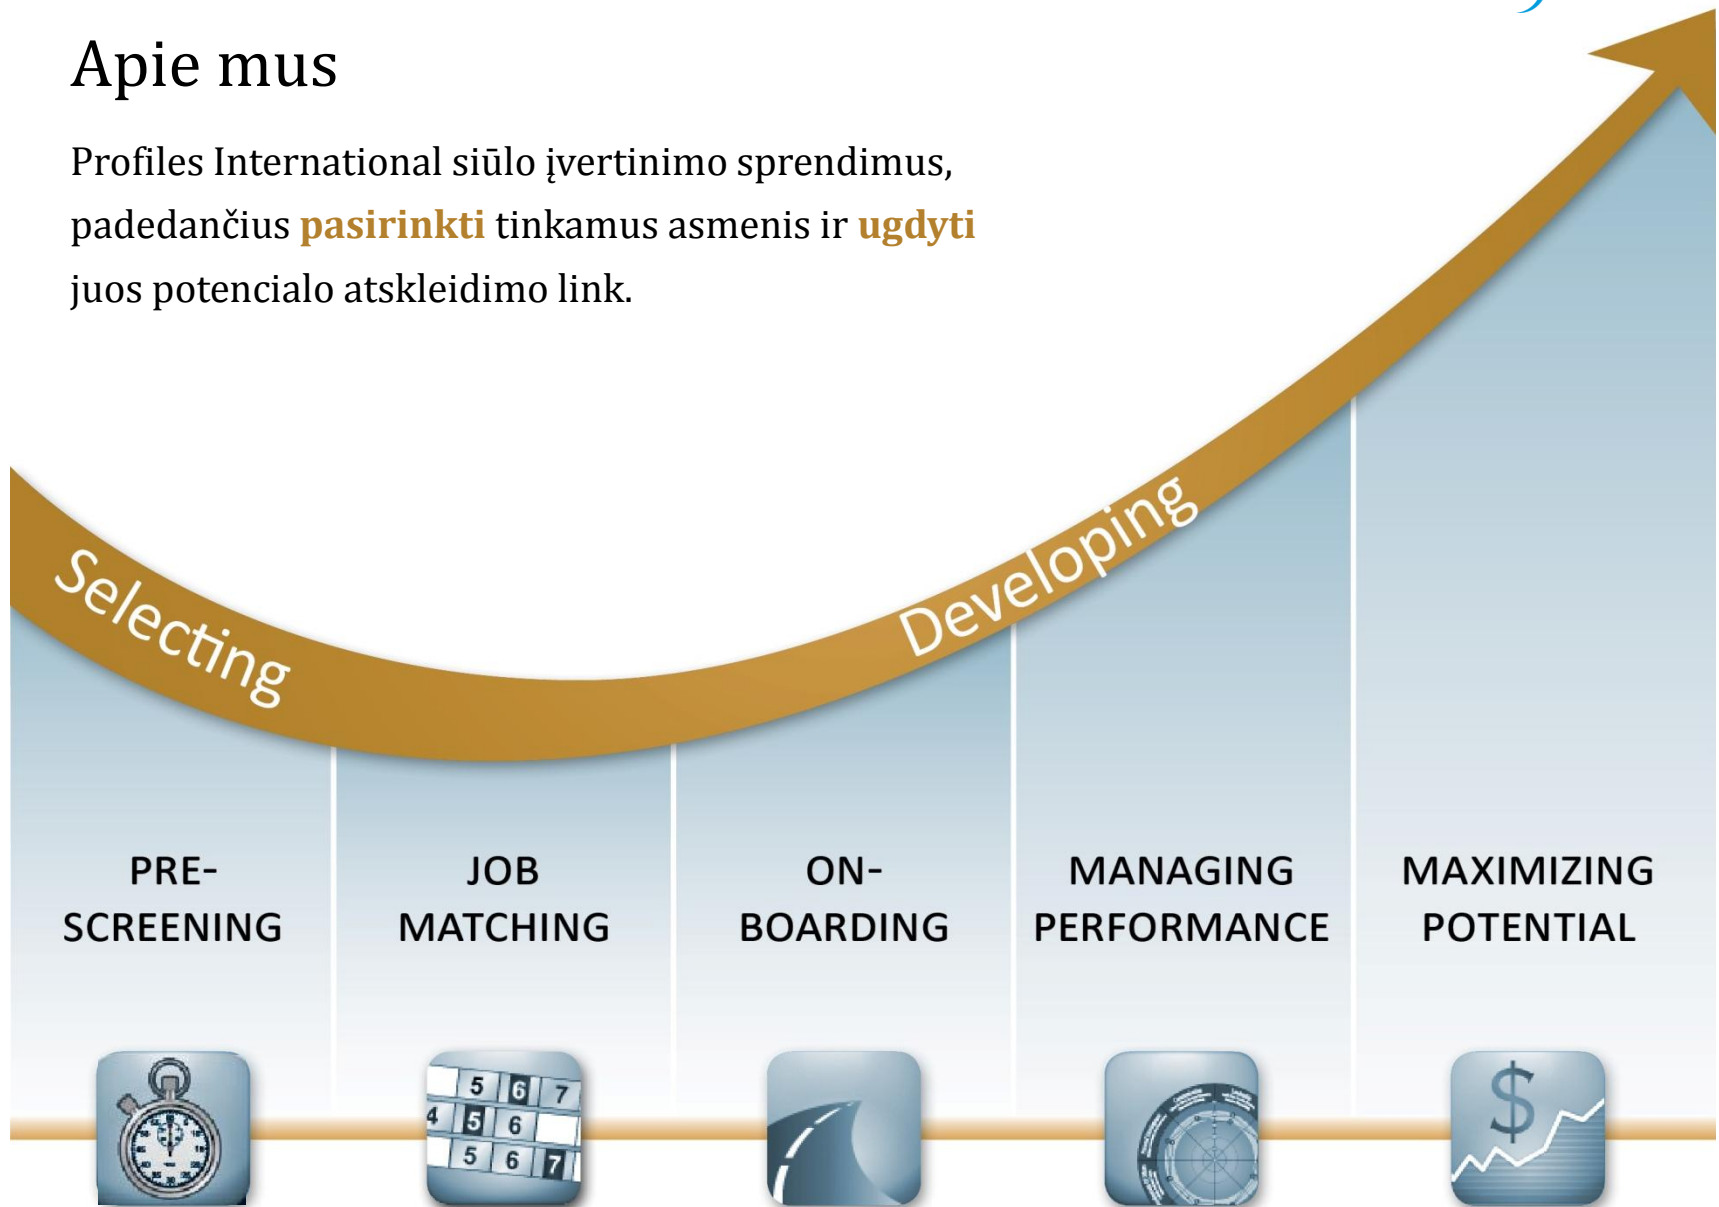 Apie mus
Profiles International siūlo įvertinimo sprendimus,
padedančius pasirinkti tinkamus asmenis ir ugdyti
juos potencialo atskleidimo link.
Selecting
Developing
PRE-
SCREENING
JOB
MATCHING
ON-
BOARDING
MANAGING
PERFORMANCE
MAXIMIZING
POTENTIAL
5 6 7
4 5 6
5 6 7
$